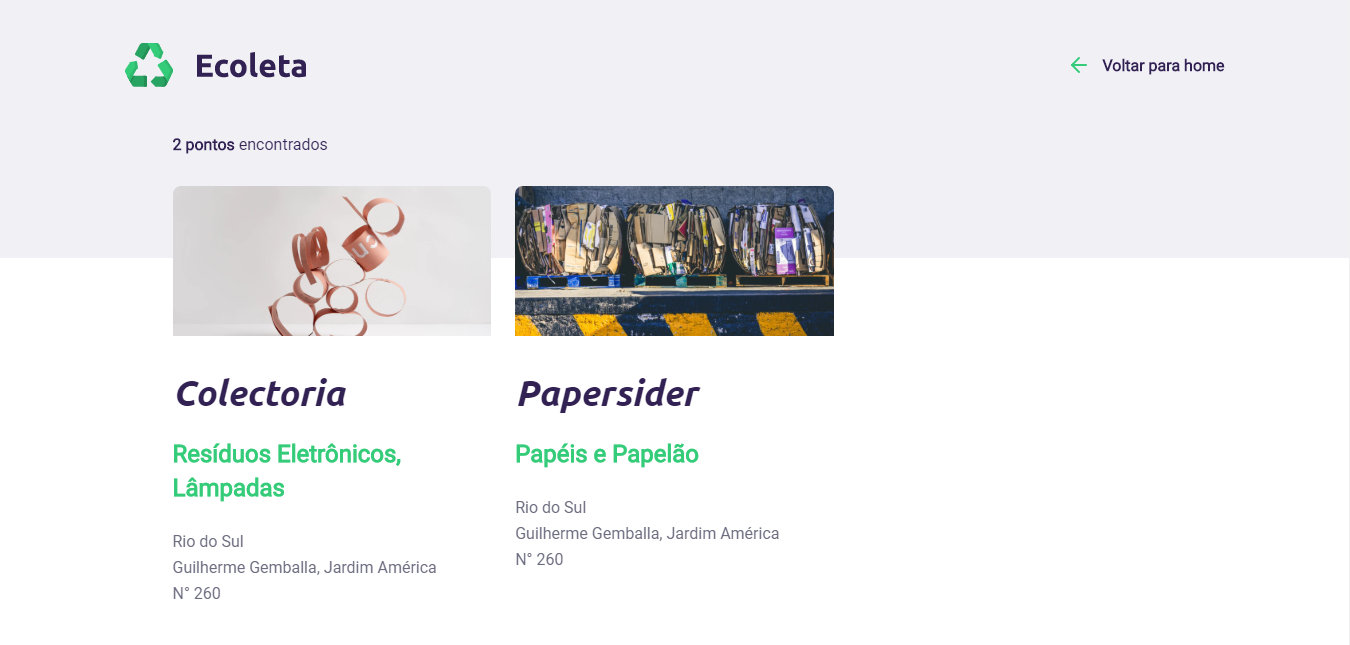 Ecoleta
Voltar para home
2 pontos encontrados
Colectoria
Resíduos Eletrônicos,
Lâmpadas
Rio do Sul
Guilherme Gemballa, Jardim América
N° 260
Papersider
Papéis e Papelão
Rio do Sul
Guilherme Gemballa, Jardim América
N° 260